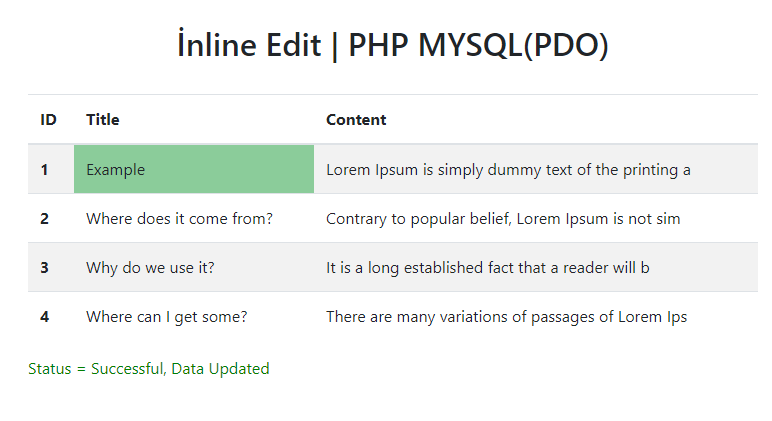 İnline Edit | PHP MYSQL(PDO)
ID Title Content
1 Example Lorem Ipsum is simply dummy text of the printing a
2 Where does it come from? Contrary to popular belief, Lorem Ipsum is not sim
3 Why do we use it? It is a long established fact that a reader will b
4 Where can I get some? There are many variations of passages of Lorem Ips
Status = Successful, Data Updated